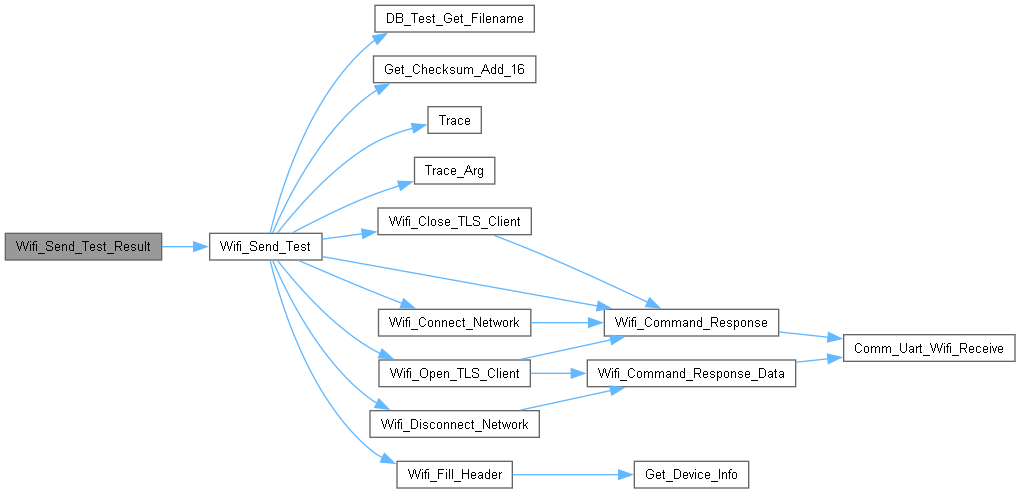 DB_Test_Get_Filename
Get_Checksum_Add_16
Trace
Trace_Arg
Wifi_Close_TLS_Client
Wifi_Send_Test_Result
Wifi_Send_Test
Wifi_Connect_Network
Wifi_Command_Response
Comm_Uart_Wifi_Receive
Wifi_Open_TLS_Client
Wifi_Command_Response_Data
Wifi_Disconnect_Network
Wifi_Fill_Header
Get_Device_Info